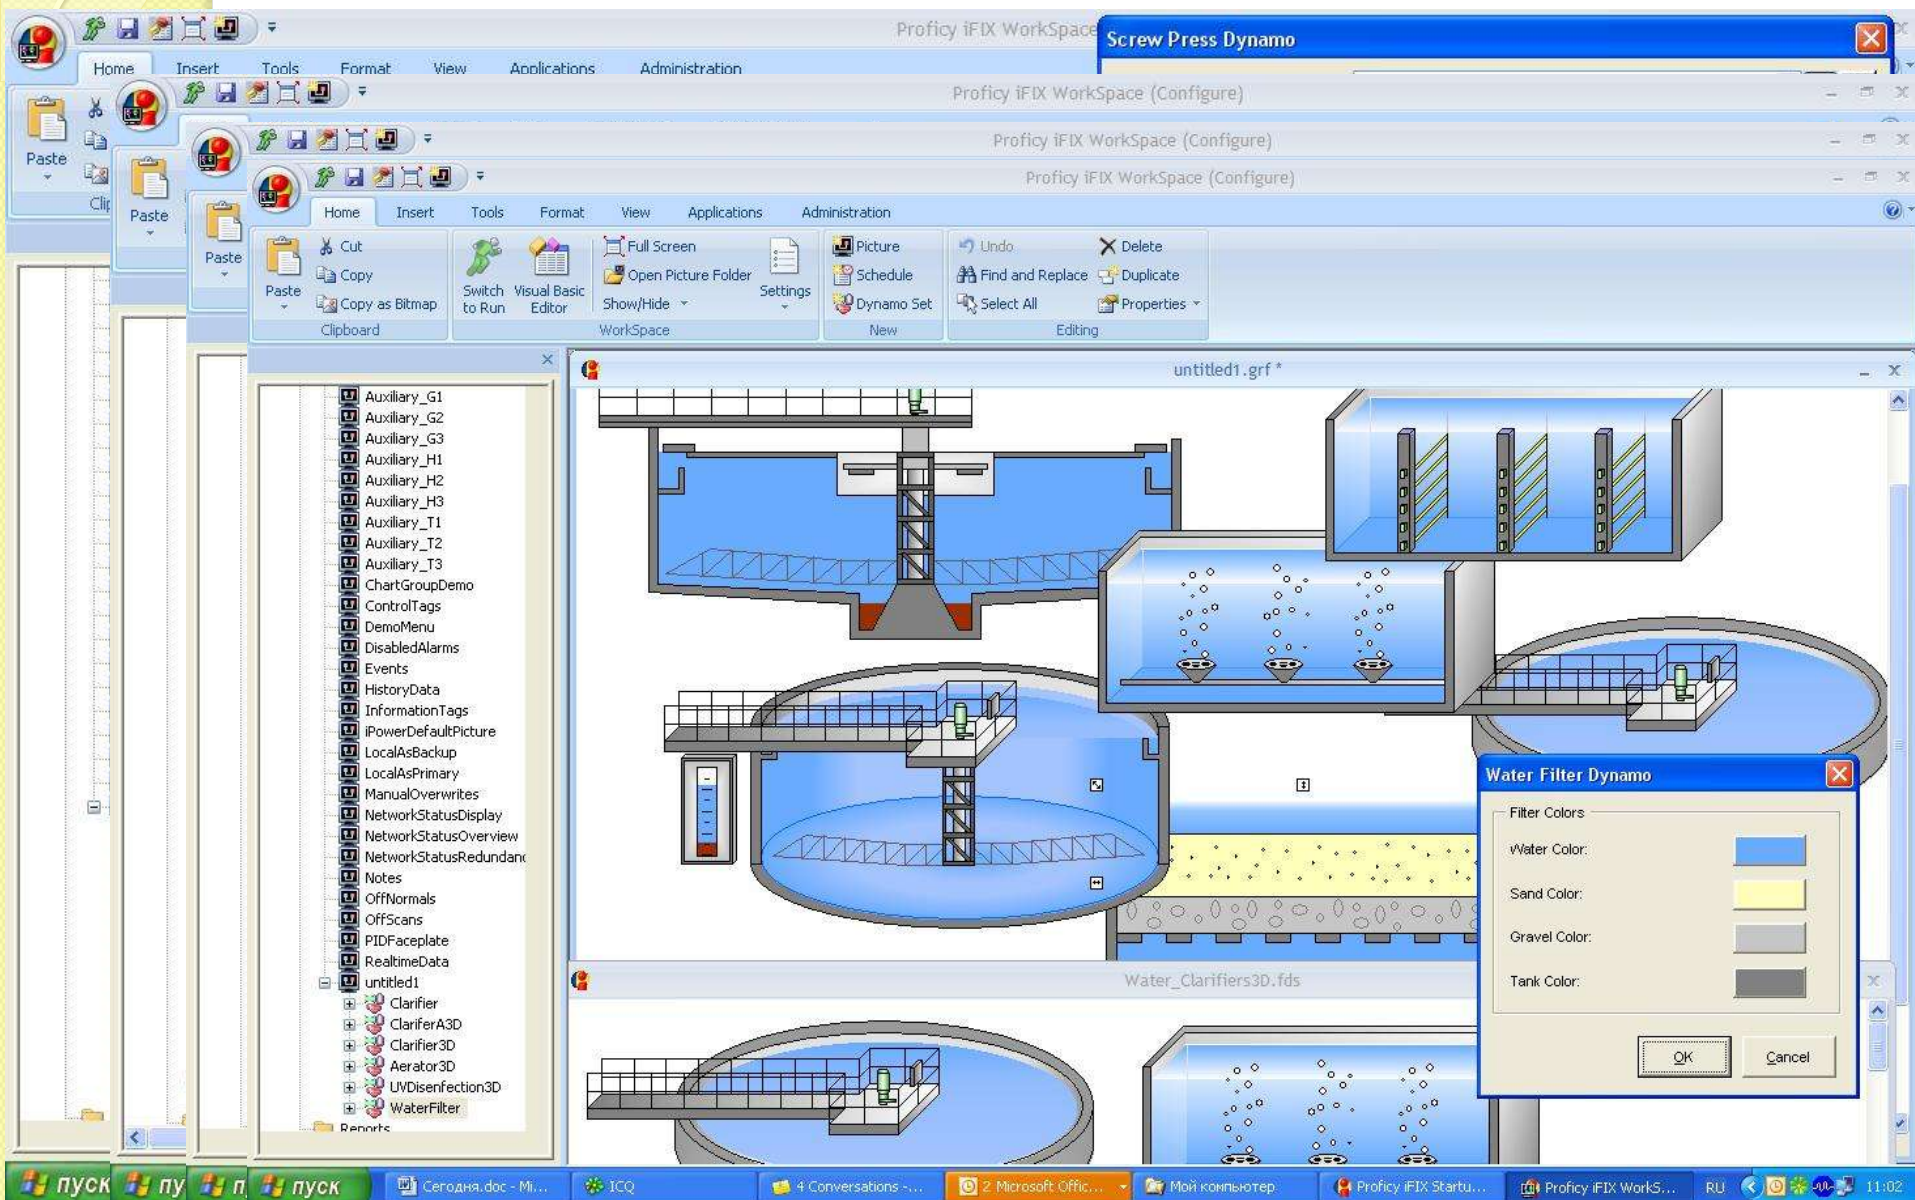 Proficy iFIX WorkSpace
Screw Press Dynamo
Home Insert Tools Format View Applications Administration
Proficy iFIX WorkSpace (Configure)
Paste
Proficy iFIX WorkSpace (Configure)
Paste
Proficy iFIX WorkSpace (Configure)
Paste
Home Insert Tools Format View Applications Administration
Cut
Copy
Copy as Bitmap
Paste
Clipboard
Switch to Run
Visual Basic Editor
Full Screen
Open Picture Folder
Show/Hide
Settings
WorkSpace
Picture
Schedule
Dynamo Set
New
Undo
Find and Replace
Select All
Delete
Duplicate
Properties
Editing
untitled1.grf *
Auxiliary_G1
Auxiliary_G2
Auxiliary_G3
Auxiliary_H1
Auxiliary_H2
Auxiliary_H3
Auxiliary_T1
Auxiliary_T2
Auxiliary_T3
ChartGroupDemo
ControlTags
DemoMenu
DisabledAlarms
Events
HistoryData
InformationTags
iPowerDefaultPicture
LocalAsBackup
LocalAsPrimary
ManualOverwrites
NetworkStatusDisplay
NetworkStatusOverview
NetworkStatusRedundanc
Notes
OffNormals
OffScans
PIDFaceplate
RealtimeData
untitled1
Clarifier
ClariferA3D
Clarifier3D
Aerator3D
UVDisenfection3D
WaterFilter
Reports
Water Filter Dynamo
Filter Colors
Water Color:
Sand Color:
Gravel Color:
Tank Color:
OK Cancel
Water_Clarifiers3D.fds
пуск пу п пуск Сегодня.doc - Mi... ICQ 4 Conversations -... 2 Microsoft Offic... Мой компьютер Proficy iFIX Startu... Proficy iFIX WorkS... RU 11:02